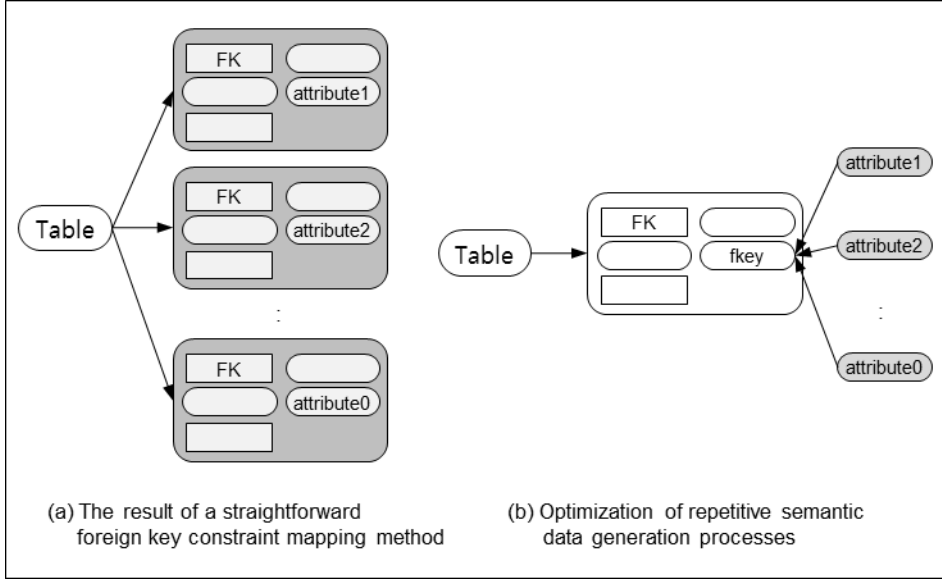 Table
FK
attribute1
FK
attribute2
:
FK
attribute0
(a) The result of a straightforward
foreign key constraint mapping method
Table
FK
fkey
attribute1
attribute2
:
attribute0
(b) Optimization of repetitive semantic
data generation processes